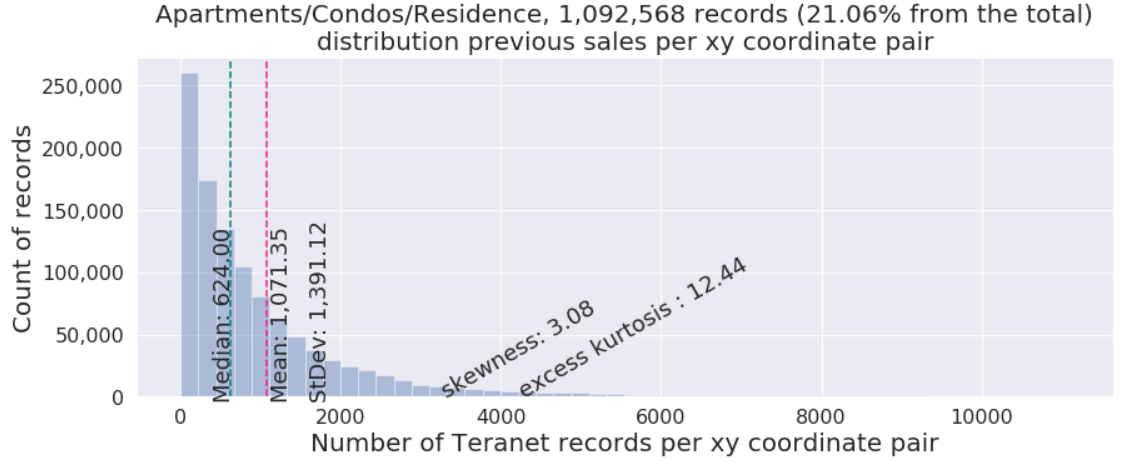 Apartments/Condos/Residence, 1,092,568 records (21.06% from the total)
distribution previous sales per xy coordinate pair
Count of records
250,000
200,000
150,000
100,000
50,000
0
Median: 624.00
Mean: 1,071.35
StDev: 1,391.12
skewness: 3.08
excess kurtosis : 12.44
0 2000 4000 6000 8000 10000
Number of Teranet records per xy coordinate pair